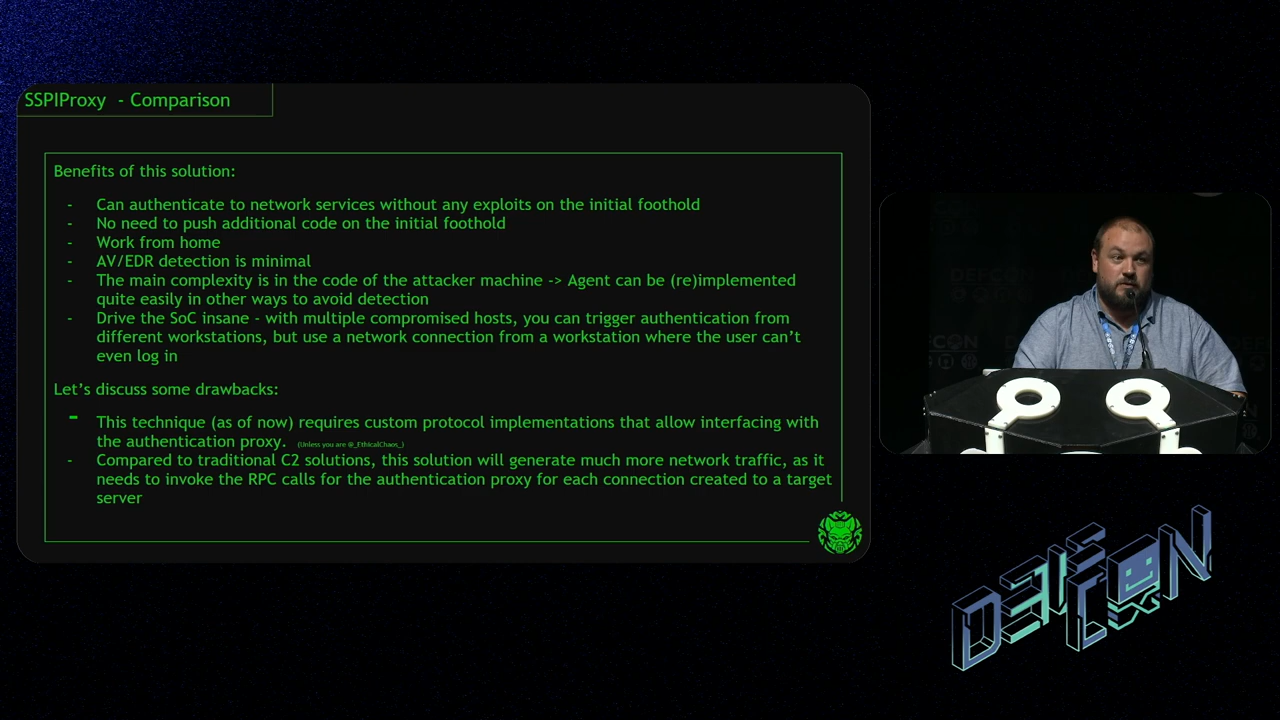 SSPIProxy - Comparison
Benefits of this solution:
- Can authenticate to network services without any exploits on the initial foothold
- No need to push additional code on the initial foothold
- Work from home
- AV/EDR detection is minimal
- The main complexity is in the code of the attacker machine -> Agent can be (re)implemented
quite easily in other ways to avoid detection
- Drive the SoC insane - with multiple compromised hosts, you can trigger authentication from
different workstations, but use a network connection from a workstation where the user can't
even log in
Let's discuss some drawbacks:
- This technique (as of now) requires custom protocol implementations that allow interfacing with
the authentication proxy. (Unless you are @_EthicalChaos_)
- Compared to traditional C2 solutions, this solution will generate much more network traffic, as it
needs to invoke the RPC calls for the authentication proxy for each connection created to a target
server
DEFCON
DEFCON